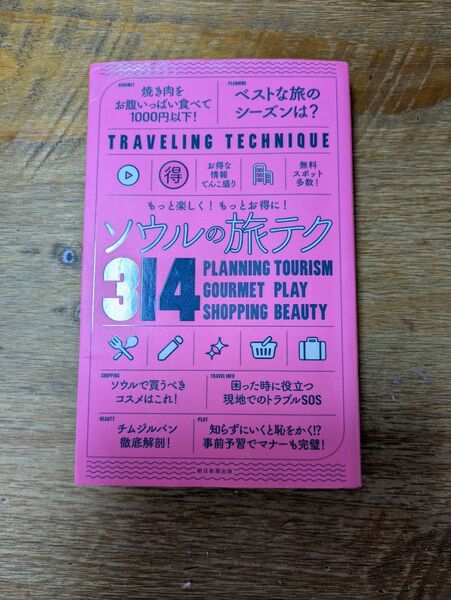 GOURMET
焼き肉を
お腹いっぱい食べて
1000円以下!
PLANNING
ベストな旅の
シーズンは?
TRAVELING TECHNIQUE
得
お得な
情報
てんこ盛り
無料
スポット
多数!
もっと楽しく! もっとお得に!
ソウルの旅テク
314
PLANNING TOURISM
GOURMET PLAY
SHOPPING BEAUTY
SHOPPING
ソウルで買うべき
コスメはこれ!
TRAVEL INFO
困った時に役立つ
現地でのトラブルSOS
BEAUTY
チムジルバン
徹底解剖!
PLAY
知らずにいくと恥をかく!?
事前予習でマナーも完璧!
朝日新聞出版